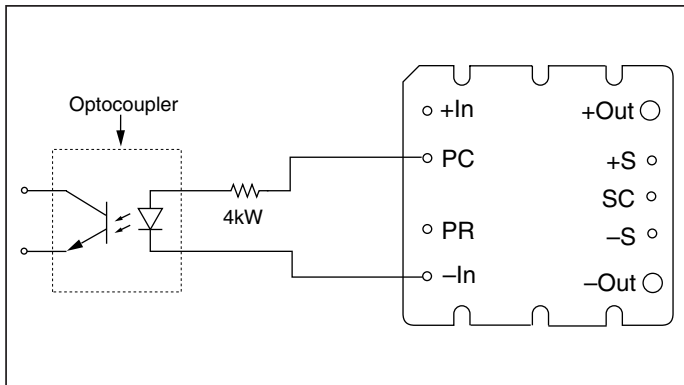 Optocoupler
4kW
+In
PC
PR
–In
+Out
+S
SC
–S
–Out